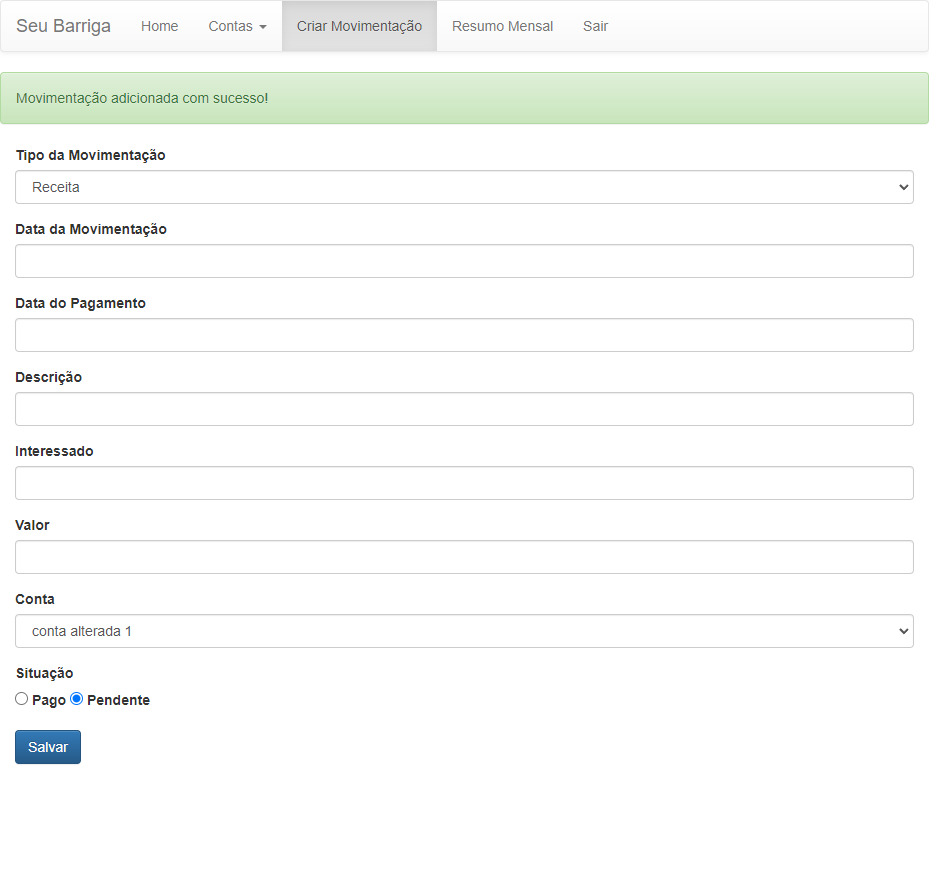 Seu Barriga Home Contas Criar Movimentação Resumo Mensal Sair
Movimentação adicionada com sucesso!
Tipo da Movimentação
Receita
Data da Movimentação
Data do Pagamento
Descrição
Interessado
Valor
Conta
conta alterada 1
Situação
Pago Pendente
Salvar